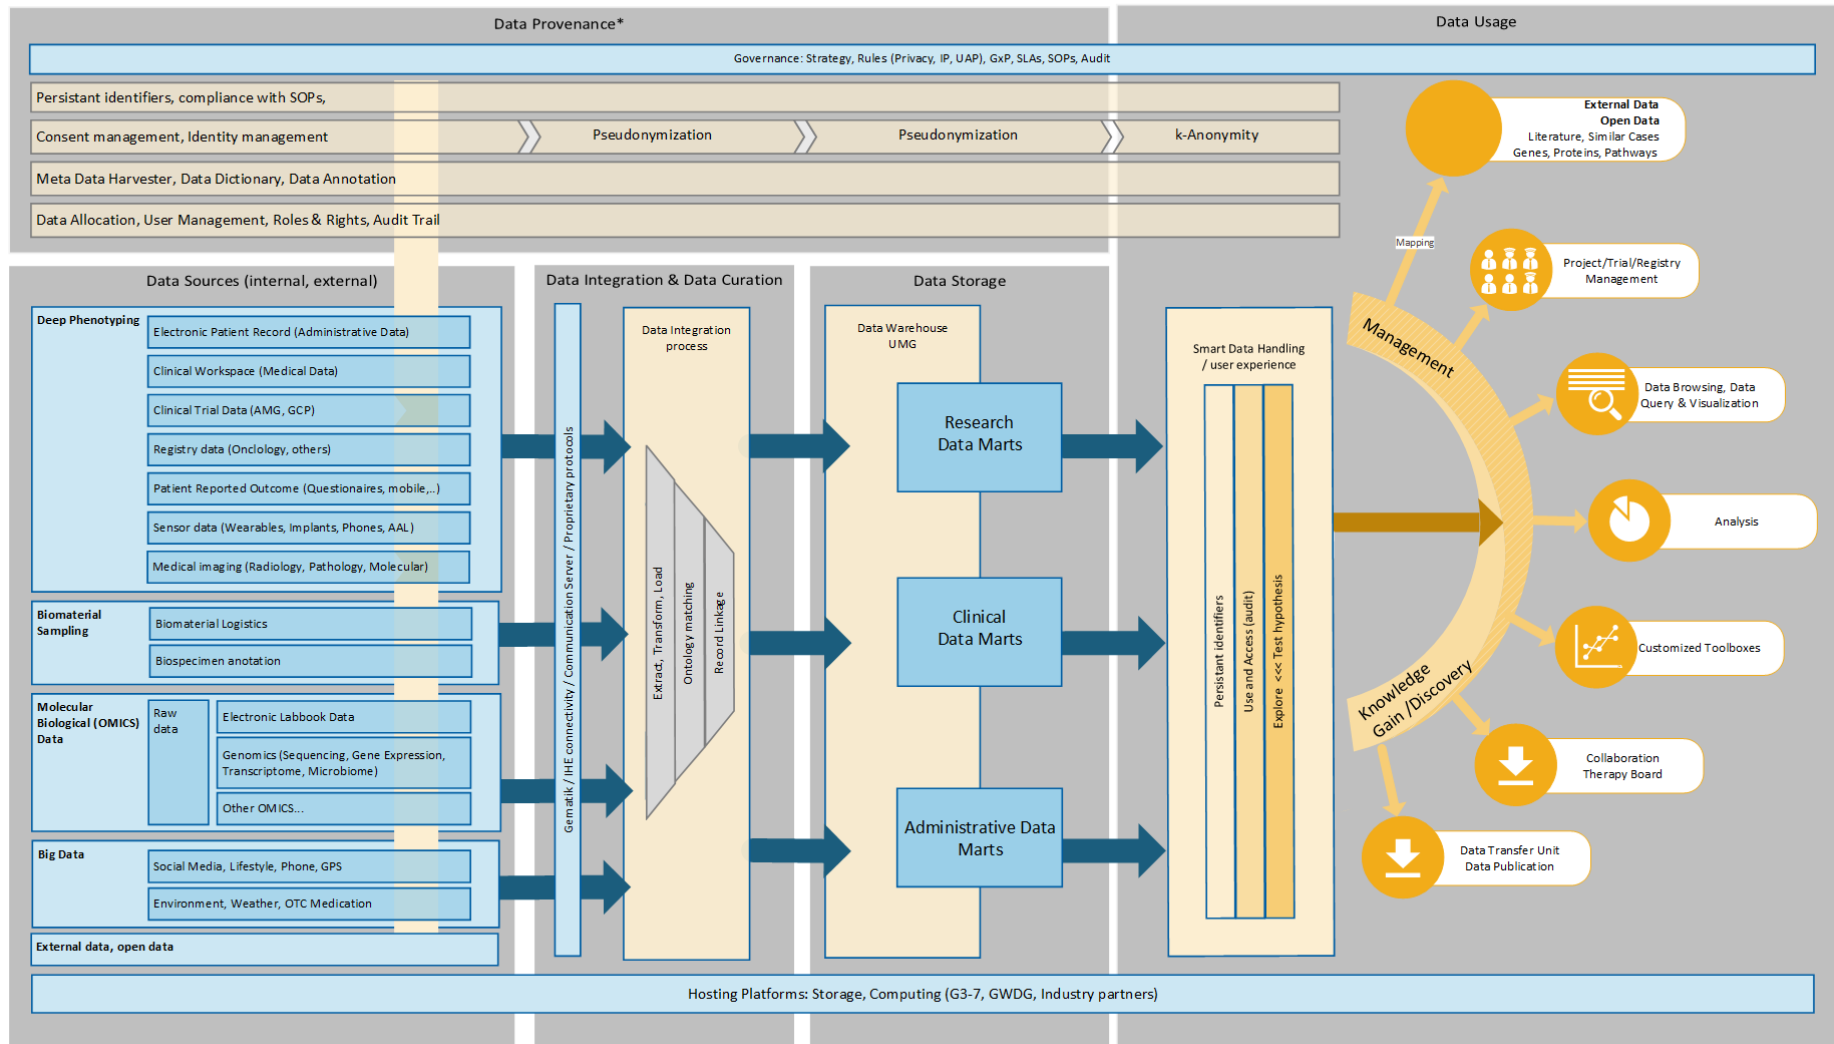 Data Provenance*
Data Usage
Governance: Strategy, Rules (Privacy, IP, UAP), GxP, SLAs, SOPs, Audit
Persistant identifiers, compliance with SOPs,
Consent management, Identity management
Pseudonymization
Pseudonymization
k-Anonymity
Meta Data Harvester, Data Dictionary, Data Annotation
Data Allocation, User Management, Roles & Rights, Audit Trail
Data Sources (internal, external)
Deep Phenotyping
Electronic Patient Record (Administrative Data)
Clinical Workspace (Medical Data)
Clinical Trial Data (AMG, GCP)
Registry data (Onclology, others)
Patient Reported Outcome (Questionaires, mobile,..)
Sensor data (Wearables, Implants, Phones, AAL)
Medical imaging (Radiology, Pathology, Molecular)
Biomaterial
Sampling
Biomaterial Logistics
Biospecimen anotation
Molecular
Biological (OMICS)
Data
Raw
data
Electronic Labbook Data
Genomics (Sequencing, Gene Expression,
Transcriptome, Microbiome)
Other OMICS...
Big Data
Social Media, Lifestyle, Phone, GPS
Environment, Weather, OTC Medication
External data, open data
Data Integration & Data Curation
Gematik / IHE connectivity / Communication Server / Proprietary protocols
Data Integration
process
Extract, Transform, Load
Ontology matching
Record Linkage
Data Storage
Data Warehouse
UMG
Research
Data Marts
Clinical
Data Marts
Administrative Data
Marts
Smart Data Handling
/ user experience
Persistant identifiers
Use and Access (audit)
Explore <<< Test hypothesis
Management
Knowledge
Gain /Discovery
Mapping
External Data
Open Data
Literature, Similar Cases
Genes, Proteins, Pathways
Project/Trial/Registry
Management
Data Browsing, Data
Query & Visualization
Analysis
Customized Toolboxes
Collaboration
Therapy Board
Data Transfer Unit
Data Publication
Hosting Platforms: Storage, Computing (G3-7, GWDG, Industry partners)